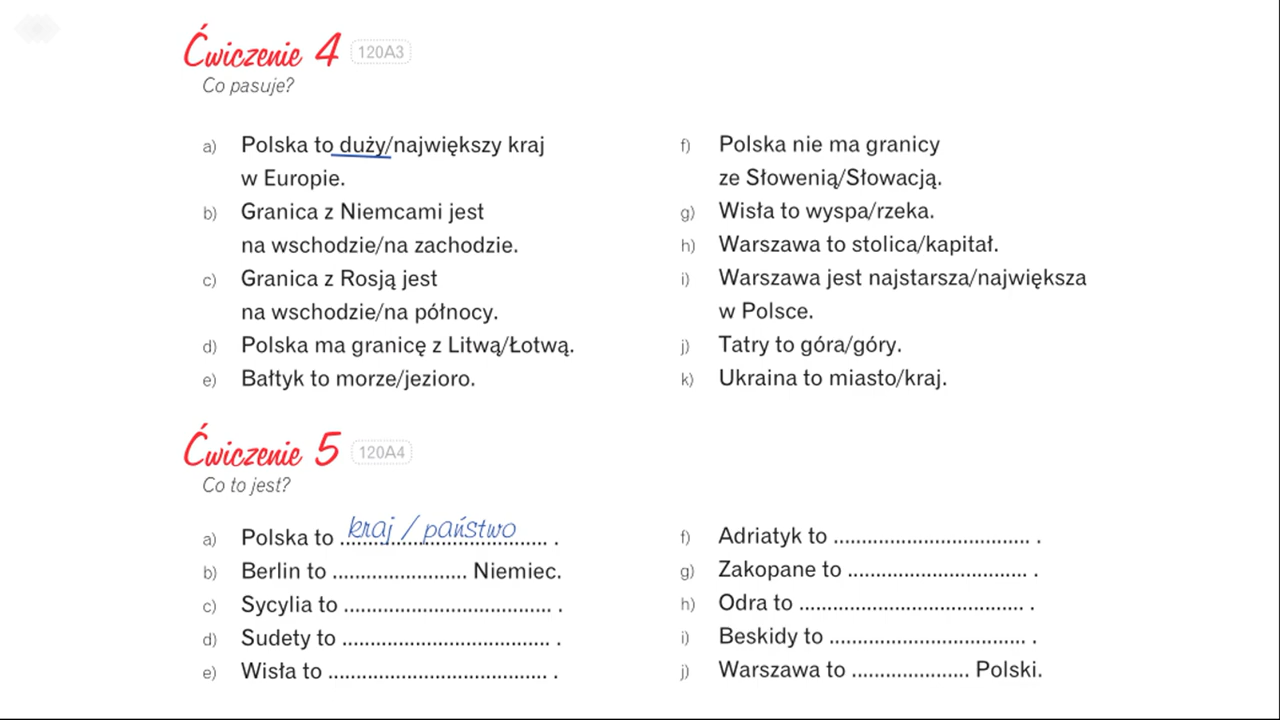 Ćwiczenie 4 120A3
Co pasuje?
a) Polska to duży/największy kraj
w Europie.
b) Granica z Niemcami jest
na wschodzie/na zachodzie.
c) Granica z Rosją jest
na wschodzie/na północy.
d) Polska ma granicę z Litwą/Łotwą.
e) Bałtyk to morze/jezioro.
f) Polska nie ma granicy
ze Słowenią/Słowacją.
g) Wisła to wyspa/rzeka.
h) Warszawa to stolica/kapitał.
i) Warszawa jest najstarsza/największa
w Polsce.
j) Tatry to góra/góry.
k) Ukraina to miasto/kraj.
Ćwiczenie 5 120A4
Co to jest?
a) Polska to kraj / państwo .
b) Berlin to ........................ Niemiec.
c) Sycylia to ..................................... .
d) Sudety to ..................................... .
e) Wisła to ....................................... .
f) Adriatyk to ................................... .
g) Zakopane to ................................ .
h) Odra to ........................................ .
i) Beskidy to ................................... .
j) Warszawa to ..................... Polski.